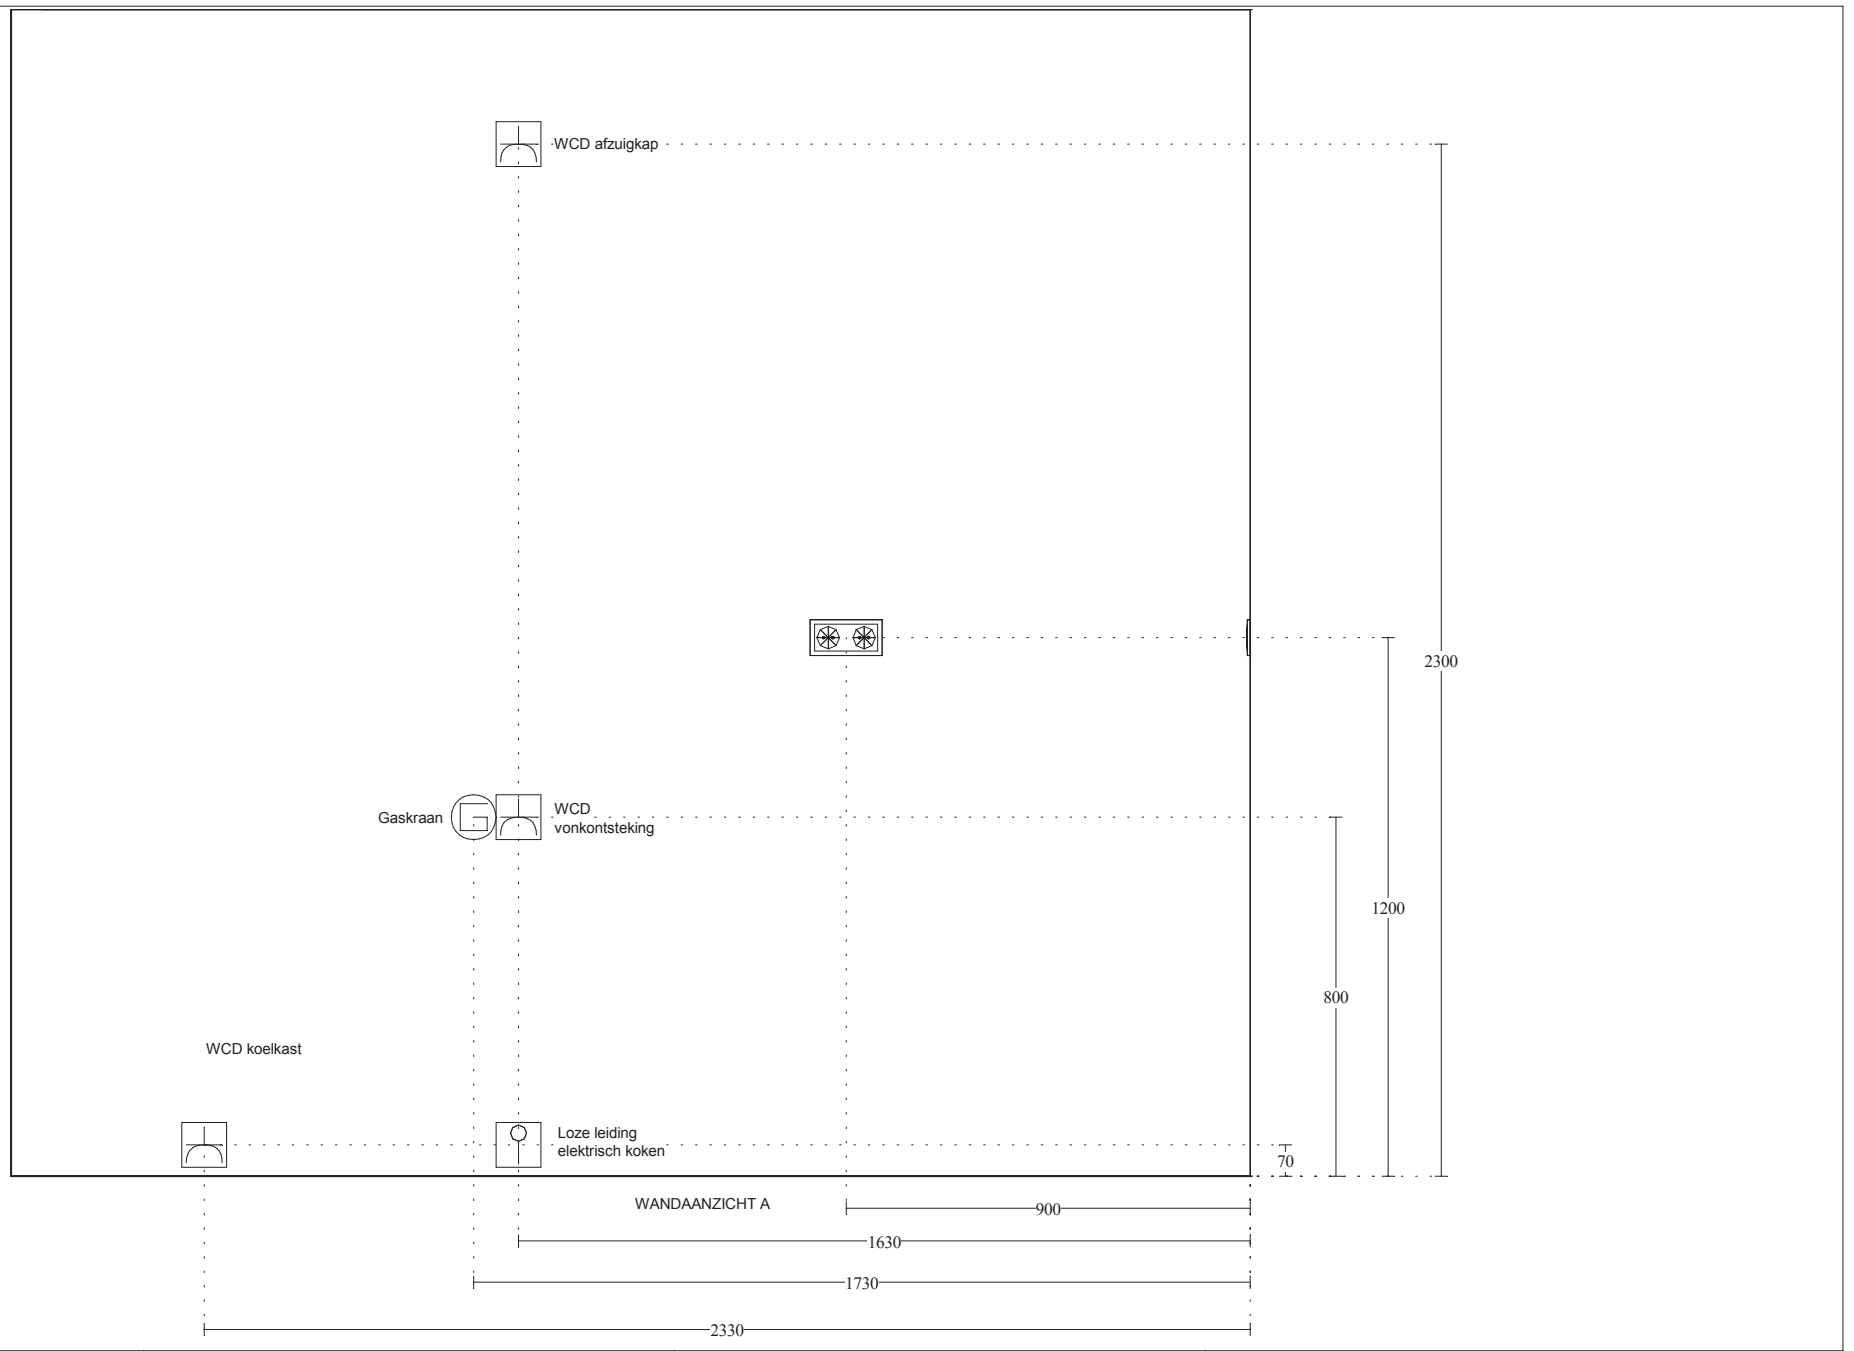 WCD afzuigkap
2300
Gaskraan
WCD
vonkontsteking
1200
800
WCD koelkast
Loze leiding
elektrisch koken
70
WANDAANZICHT A
900
1630
1730
2330